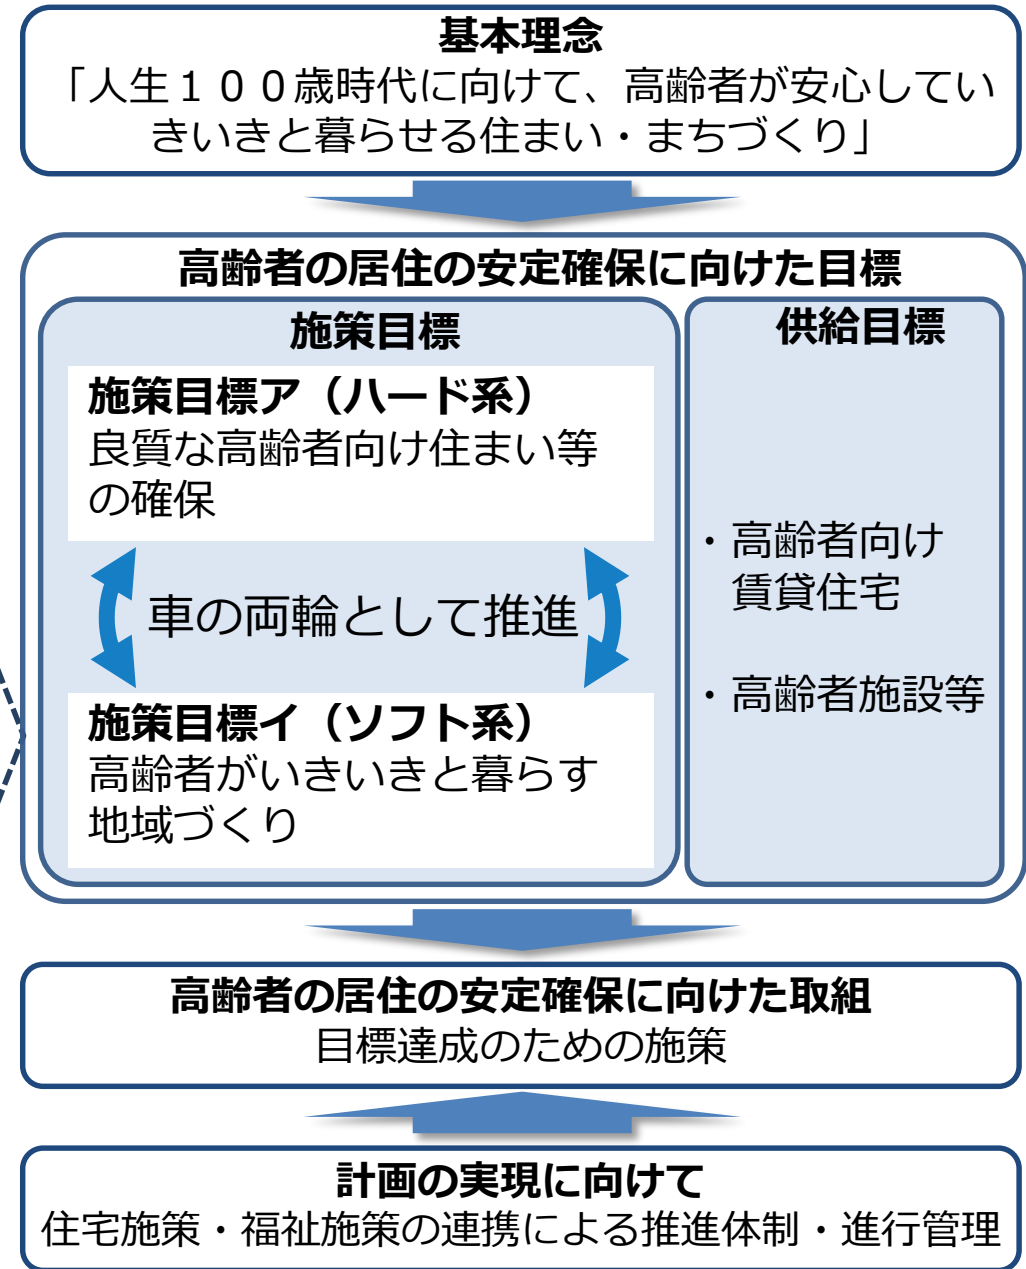 基本理念
「人生１００歳時代に向けて、高齢者が安心してい
きいきと暮らせる住まい・まちづくり」
高齢者の居住の安定確保に向けた目標
施策目標
施策目標ア（ハード系）
良質な高齢者向け住まい等
の確保
車の両輪として推進
施策目標イ（ソフト系）
高齢者がいきいきと暮らす
地域づくり
供給目標
・高齢者向け
賃貸住宅
・高齢者施設等
高齢者の居住の安定確保に向けた取組
目標達成のための施策
計画の実現に向けて
住宅施策・福祉施策の連携による推進体制・進行管理